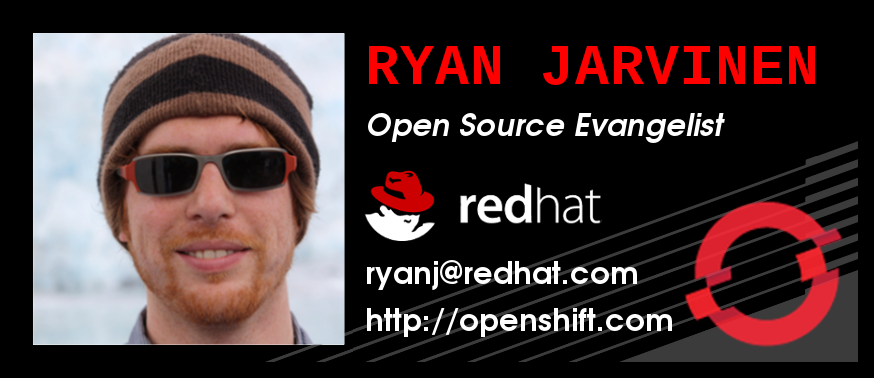 RYAN JARVINEN
Open Source Evangelist
redhat
ryanj@redhat.com
http://openshift.com